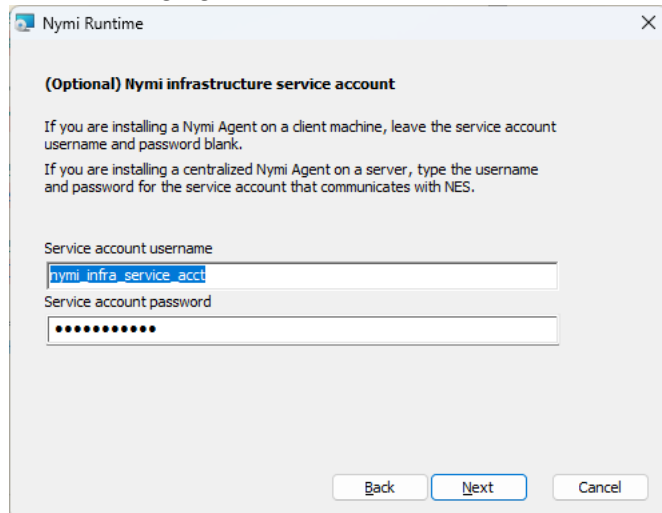 Nymi Runtime
(Optional) Nymi infrastructure service account
If you are installing a Nymi Agent on a client machine, leave the service account
username and password blank.
If you are installing a centralized Nymi Agent on a server, type the username
and password for the service account that communicates with NES.
Service account username
nymi_infra_service_acct
Service account password
•••••••••••
Back Next Cancel